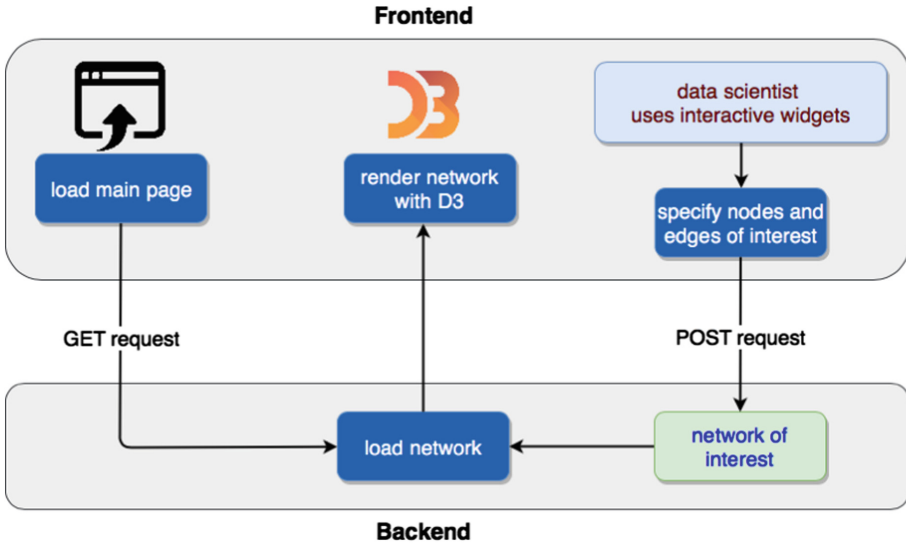 Frontend
D3
load main page
render network
with D3
data scientist
uses interactive widgets
specify nodes and
edges of interest
GET request
POST request
load network
network of
interest
Backend